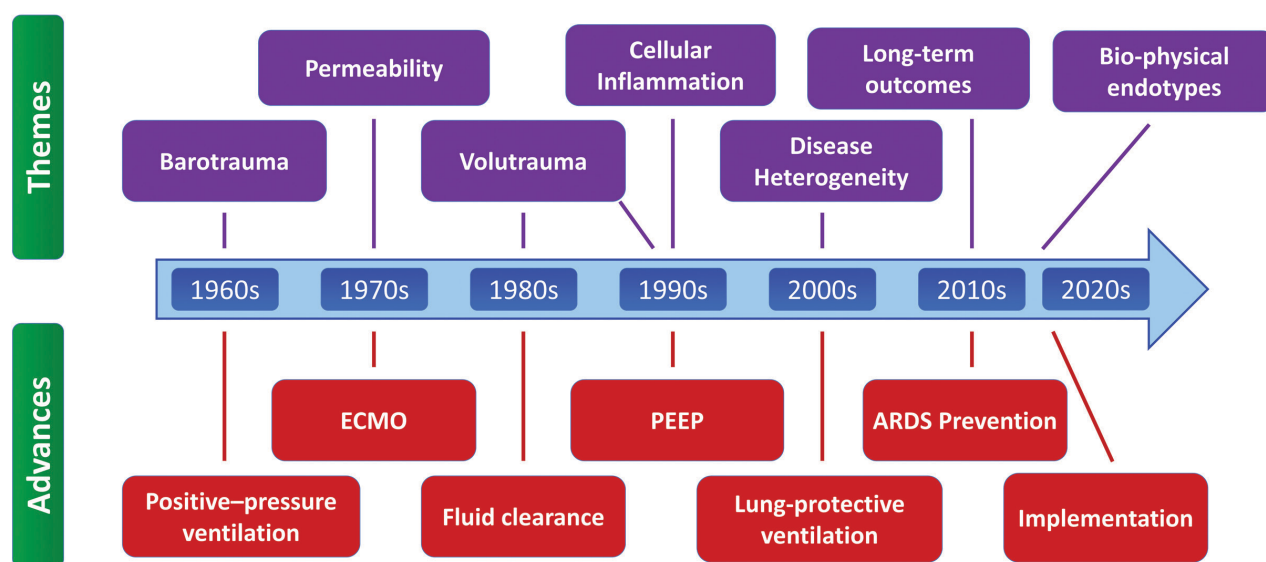 Themes
Permeability
Cellular
Inflammation
Long-term
outcomes
Bio-physical
endotypes
Barotrauma
Volutrauma
Disease
Heterogeneity
1960s
1970s
1980s
1990s
2000s
2010s
2020s
Advances
ECMO
PEEP
ARDS Prevention
Positive–pressure
ventilation
Fluid clearance
Lung-protective
ventilation
Implementation